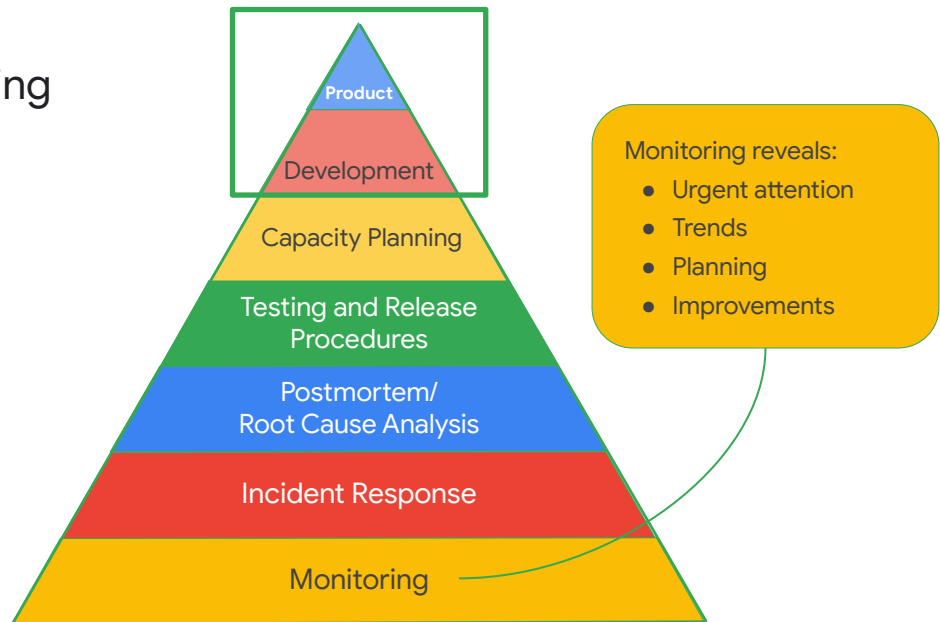 ing
Product
Development
Capacity Planning
Testing and Release
Procedures
Postmortem/
Root Cause Analysis
Incident Response
Monitoring
Monitoring reveals:
● Urgent attention
● Trends
● Planning
● Improvements